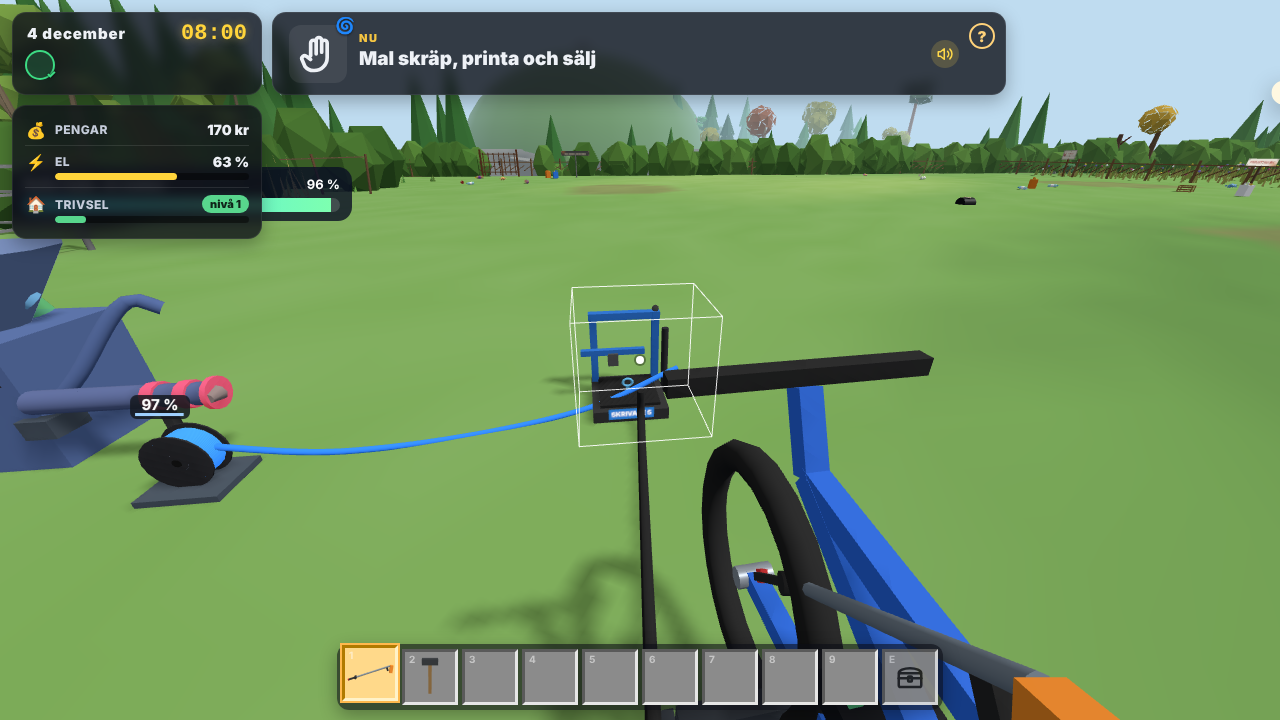 4 december
08:00
NU
Mal skräp, printa och sälj
?
PENGAR
170 kr
EL
63 %
96 %
TRIVSEL
nivå 1
97 %
1
2
3
4
5
6
7
8
9
E